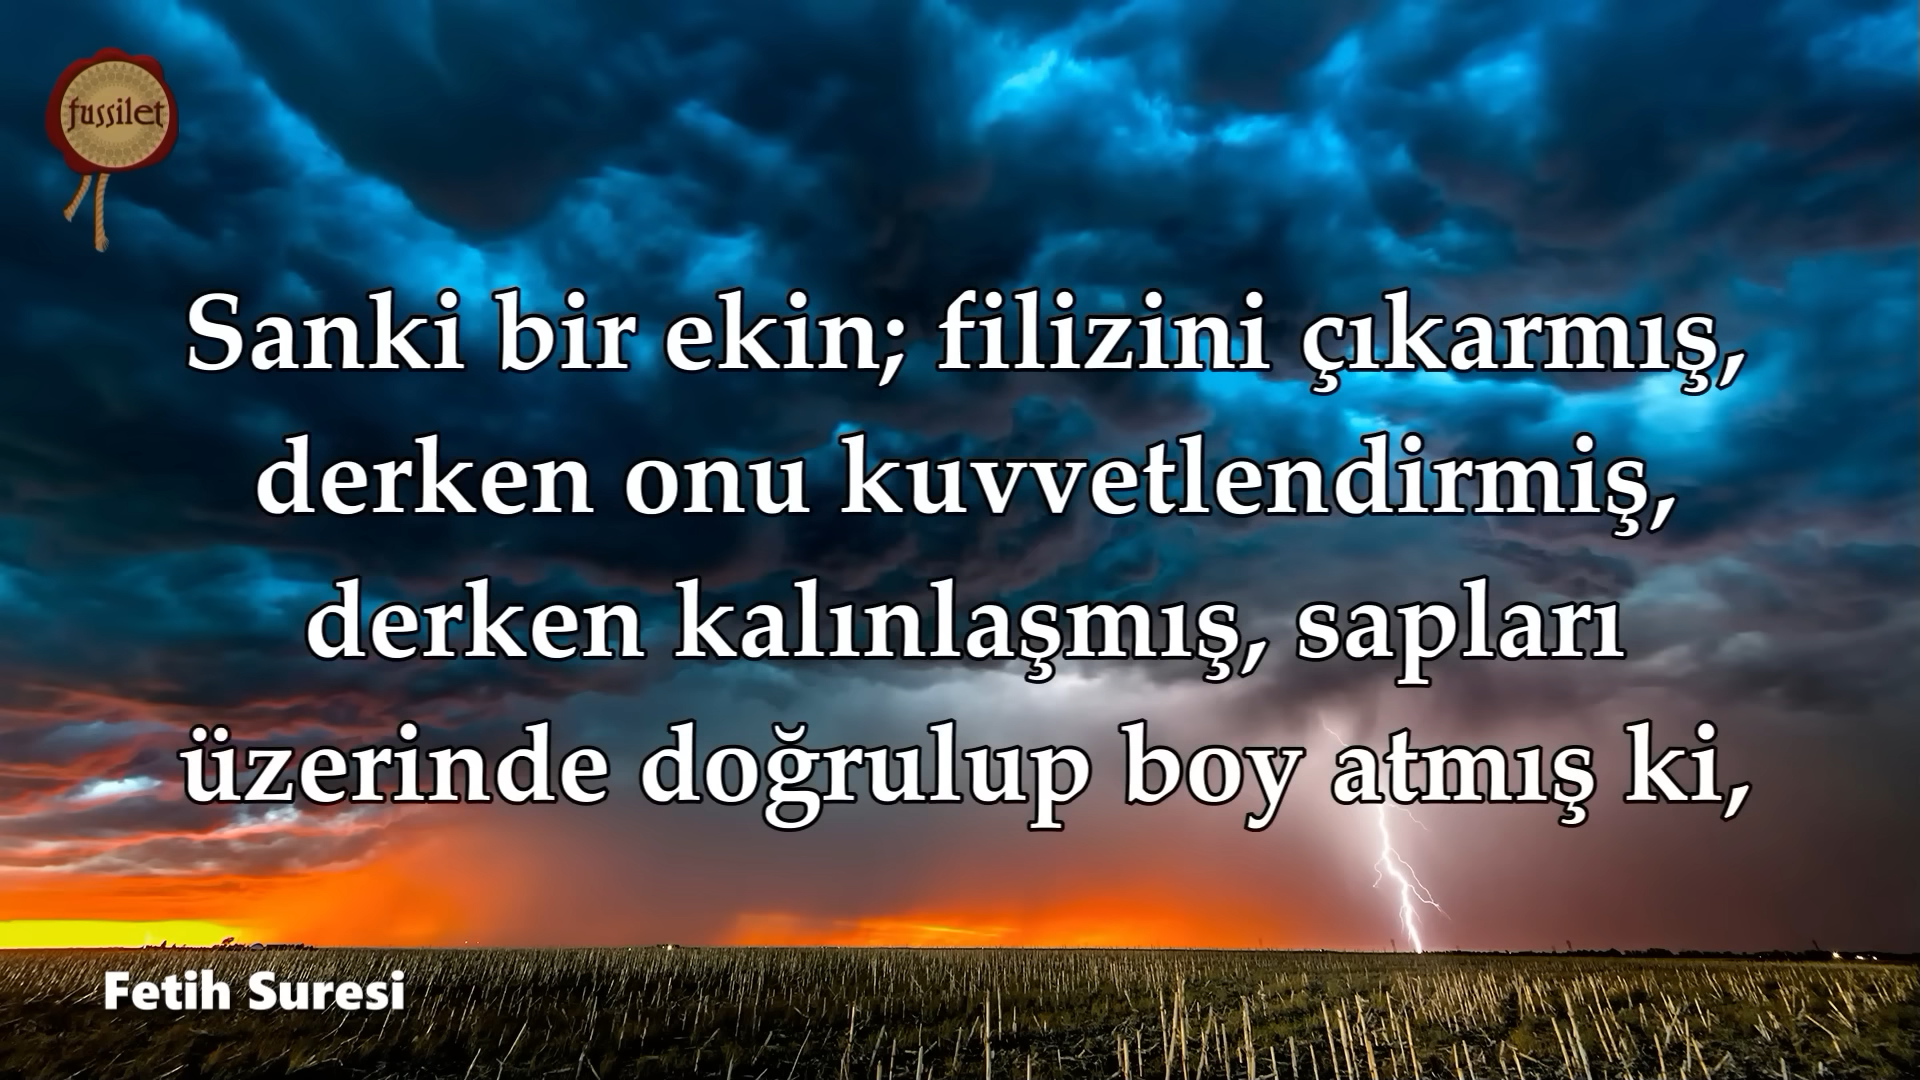 fussilet
Sanki bir ekin; filizini çıkarmış,
derken onu kuvvetlendirmiş,
derken kalınlaşmış, sapları
üzerinde doğrulup boy atmış ki,
Fetih Suresi